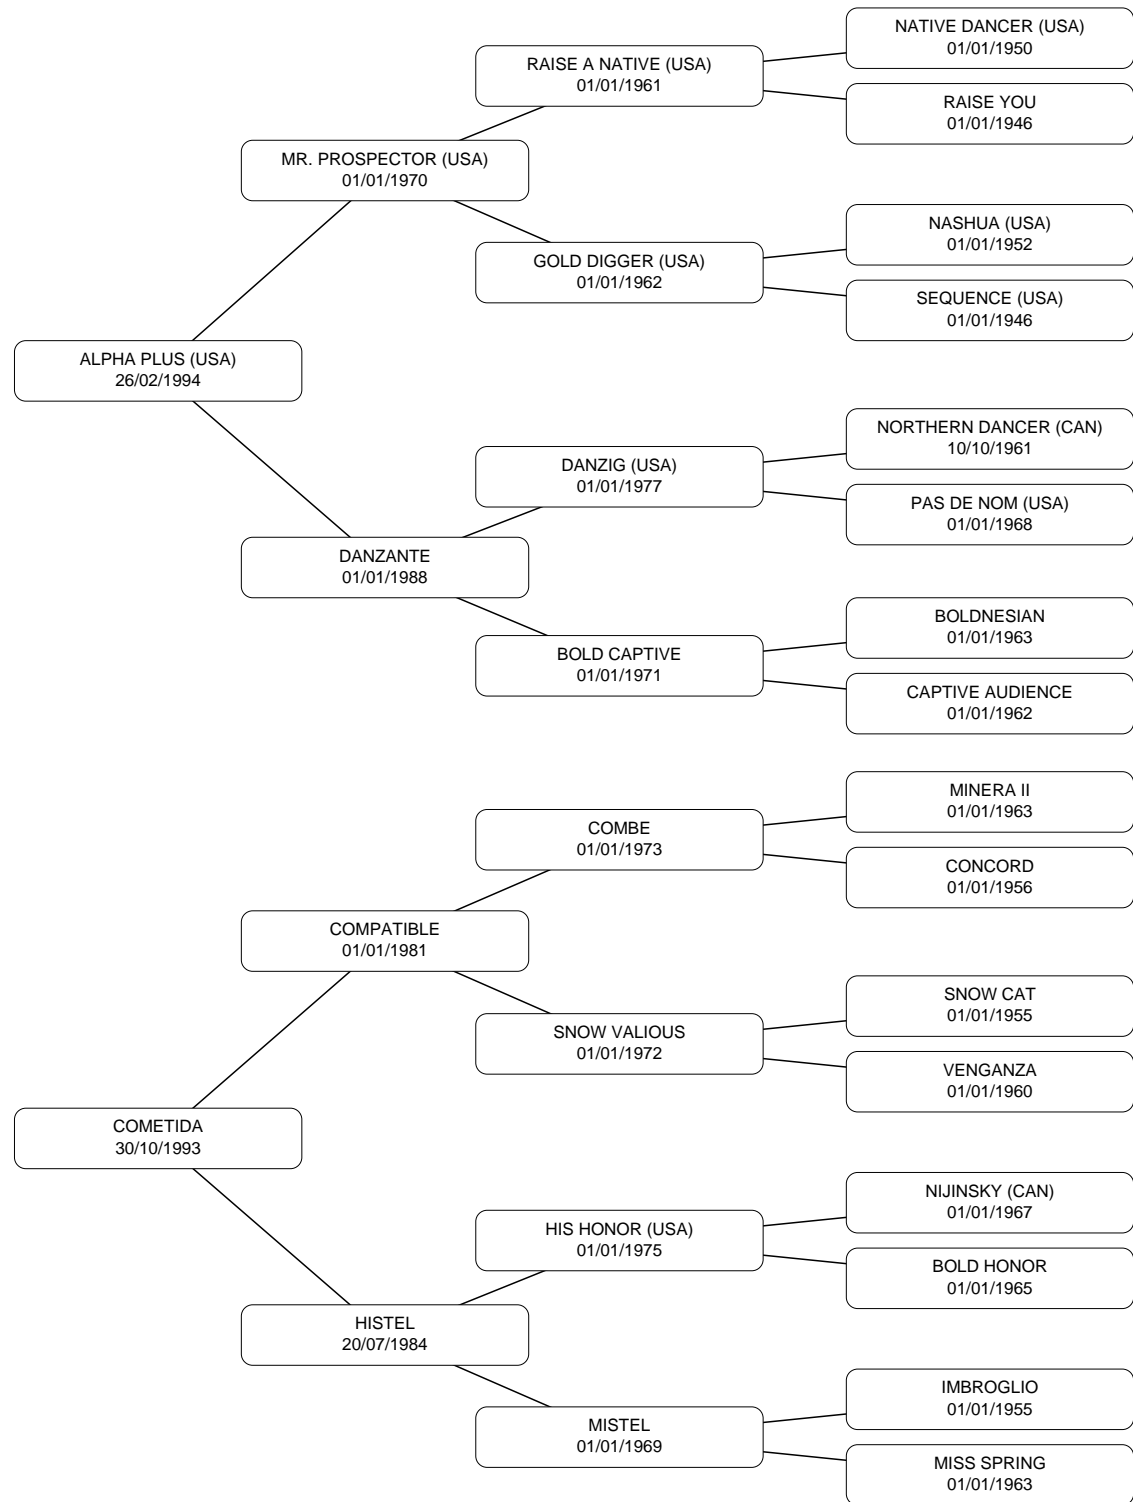 NATIVE DANCER (USA)
01/01/1950
RAISE A NATIVE (USA)
01/01/1961
RAISE YOU
01/01/1946
MR. PROSPECTOR (USA)
01/01/1970
NASHUA (USA)
01/01/1952
GOLD DIGGER (USA)
01/01/1962
SEQUENCE (USA)
01/01/1946
ALPHA PLUS (USA)
26/02/1994
NORTHERN DANCER (CAN)
10/10/1961
DANZIG (USA)
01/01/1977
PAS DE NOM (USA)
01/01/1968
DANZANTE
01/01/1988
BOLDNESIAN
01/01/1963
BOLD CAPTIVE
01/01/1971
CAPTIVE AUDIENCE
01/01/1962
MINERA II
01/01/1963
COMBE
01/01/1973
CONCORD
01/01/1956
COMPATIBLE
01/01/1981
SNOW CAT
01/01/1955
SNOW VALIOUS
01/01/1972
VENGANZA
01/01/1960
COMETIDA
30/10/1993
NIJINSKY (CAN)
01/01/1967
HIS HONOR (USA)
01/01/1975
BOLD HONOR
01/01/1965
HISTEL
20/07/1984
IMBROGLIO
01/01/1955
MISTEL
01/01/1969
MISS SPRING
01/01/1963